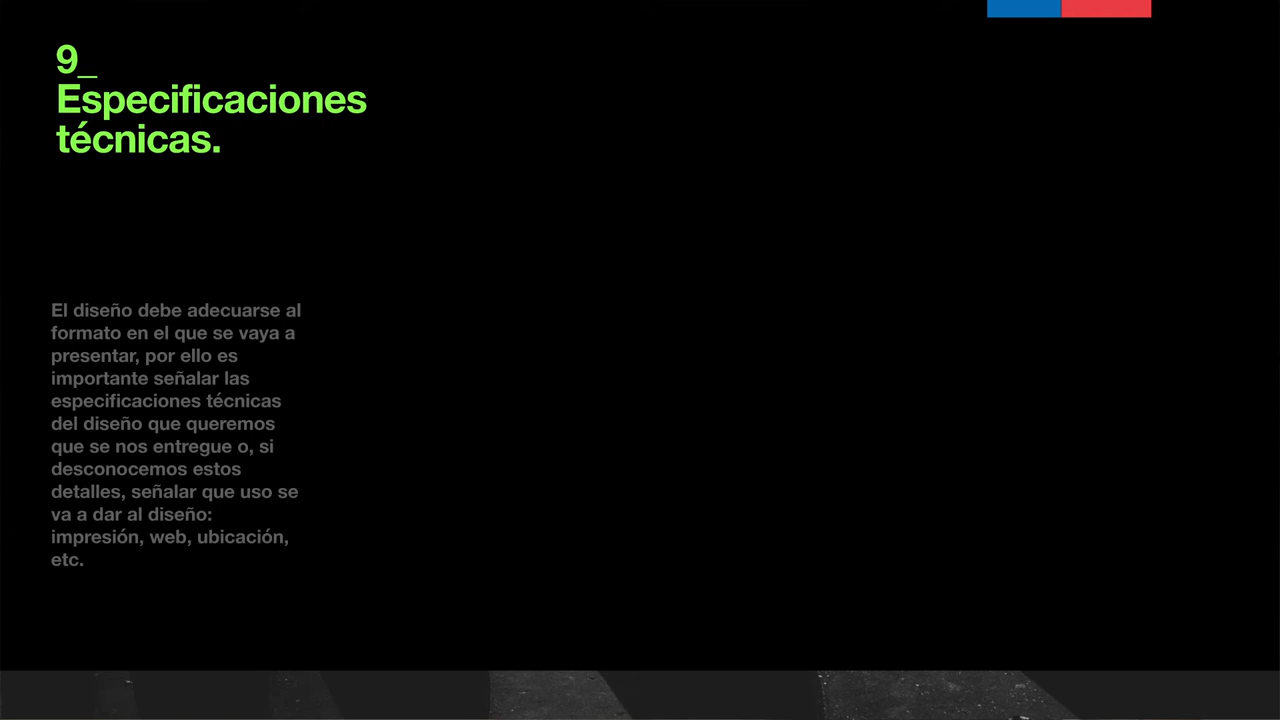 9_
Especificaciones
técnicas.
El diseño debe adecuarse al
formato en el que se vaya a
presentar, por ello es
importante señalar las
especificaciones técnicas
del diseño que queremos
que se nos entregue o, si
desconocemos estos
detalles, señalar que uso se
va a dar al diseño:
impresión, web, ubicación,
etc.